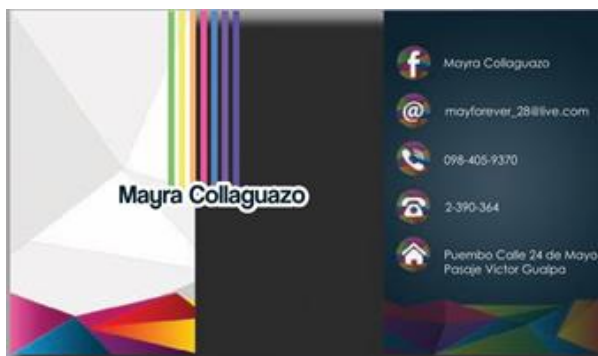 Mayra Collaguazo
Mayra Collaguazo
mayforever_28@live.com
098-405-9370
2-390-364
Puembo Calle 24 de Mayo
Pasaje Victor Gualpa